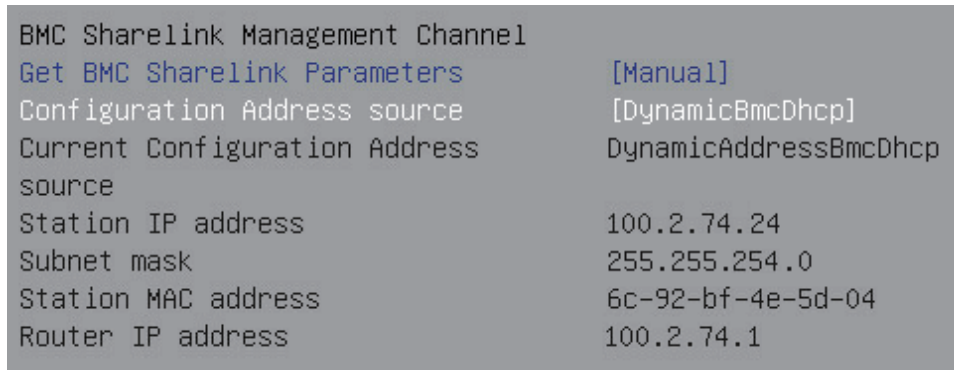 BMC Sharelink Management Channel
Get BMC Sharelink Parameters [Manual]
Configuration Address source [DynamicBmcDhcp]
Current Configuration Address DynamicAddressBmcDhcp
source
Station IP address 100.2.74.24
Subnet mask 255.255.254.0
Station MAC address 6c-92-bf-4e-5d-04
Router IP address 100.2.74.1